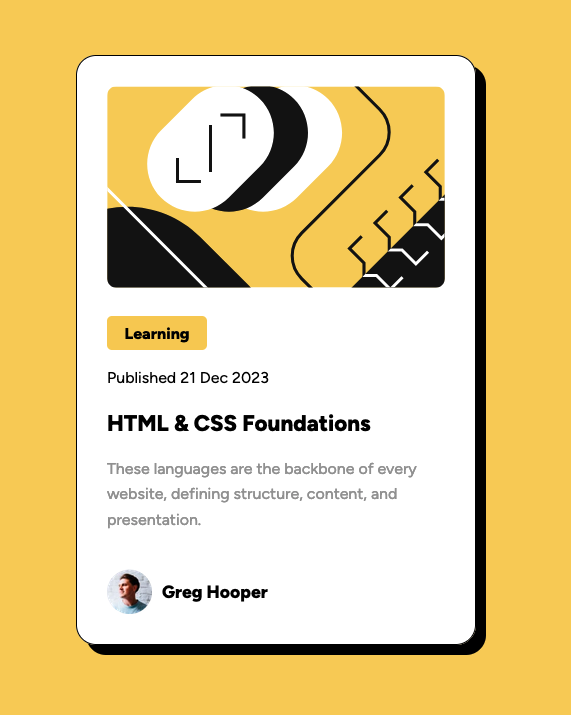 Learning
Published 21 Dec 2023
HTML & CSS Foundations
These languages are the backbone of every
website, defining structure, content, and
presentation.
Greg Hooper